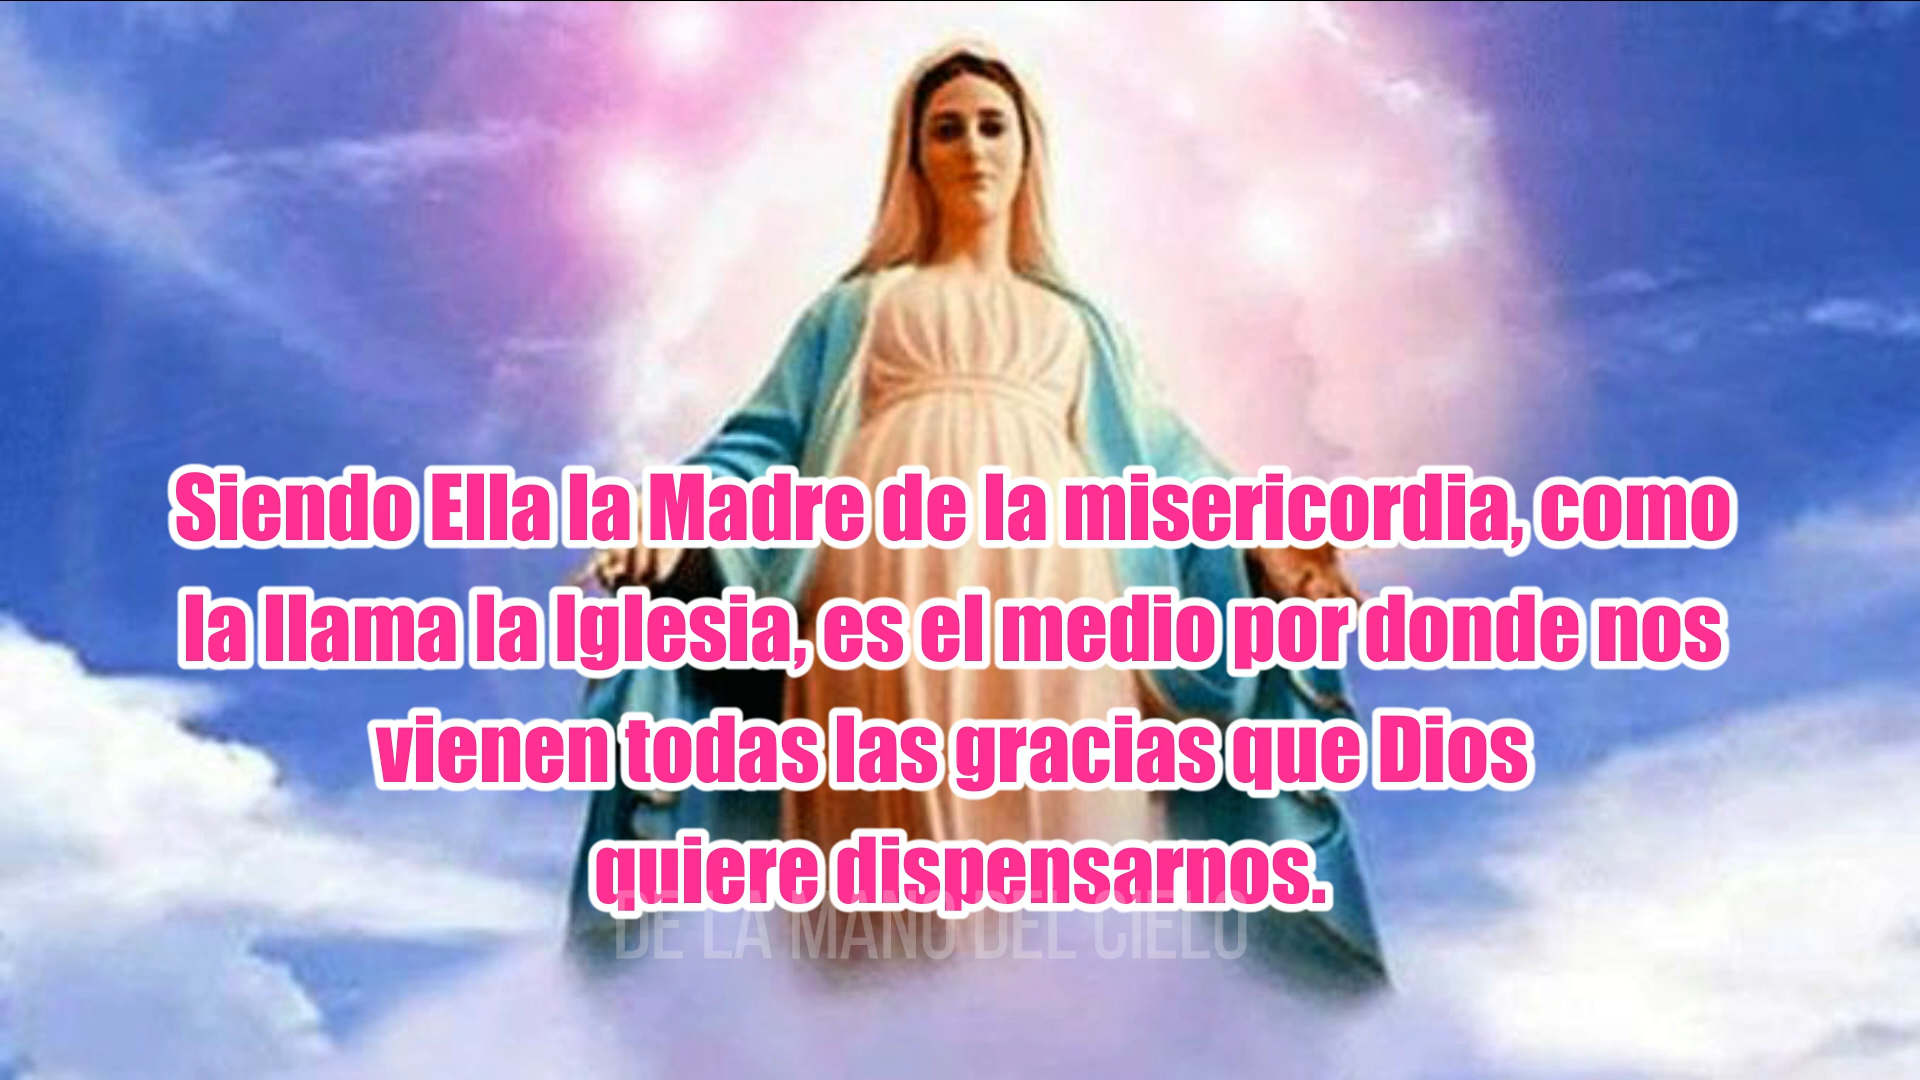 Siendo Ella la Madre de la misericordia, como
la llama la Iglesia, es el medio por donde nos
vienen todas las gracias que Dios
quiere dispensarnos.
DE LA MANO DEL CIELO